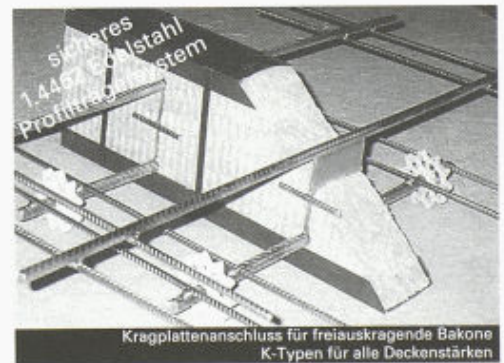 sicheres
1.4462 Edelstahl
Profiltragsystem
Kragplattenanschluss für freiauskragende Bakone
K-Typen für alle Deckenstärken